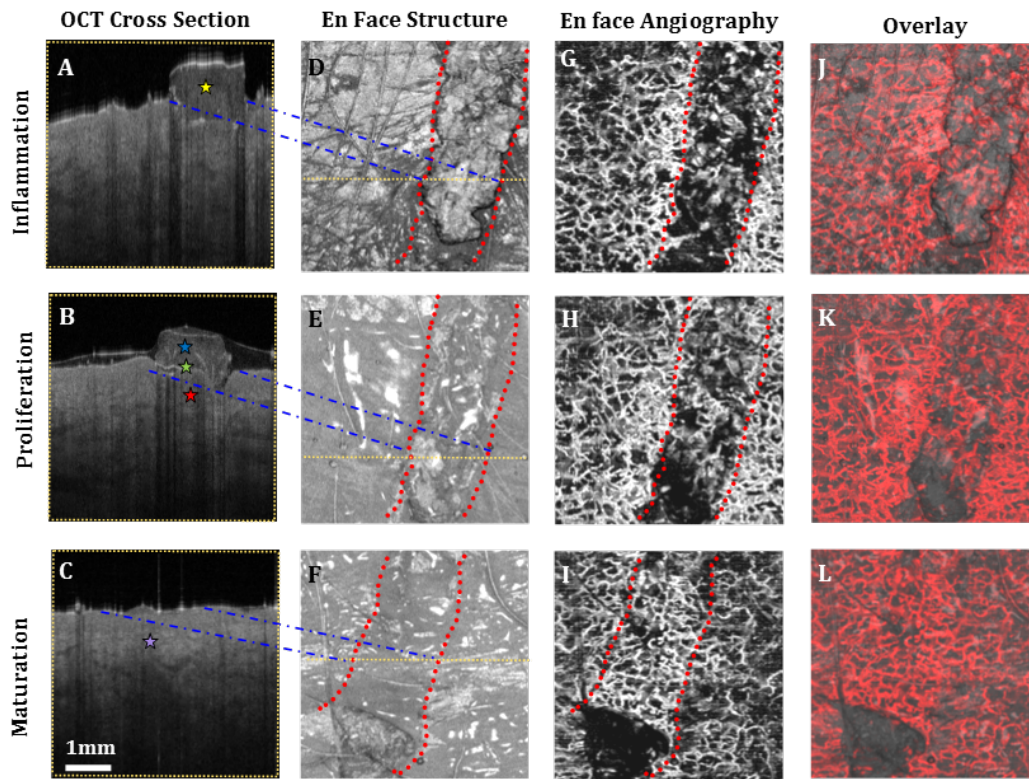 OCT Cross Section En Face Structure En face Angiography Overlay
Inflammation
A D G J
Proliferation
B E H K
Maturation
C F I L
1mm